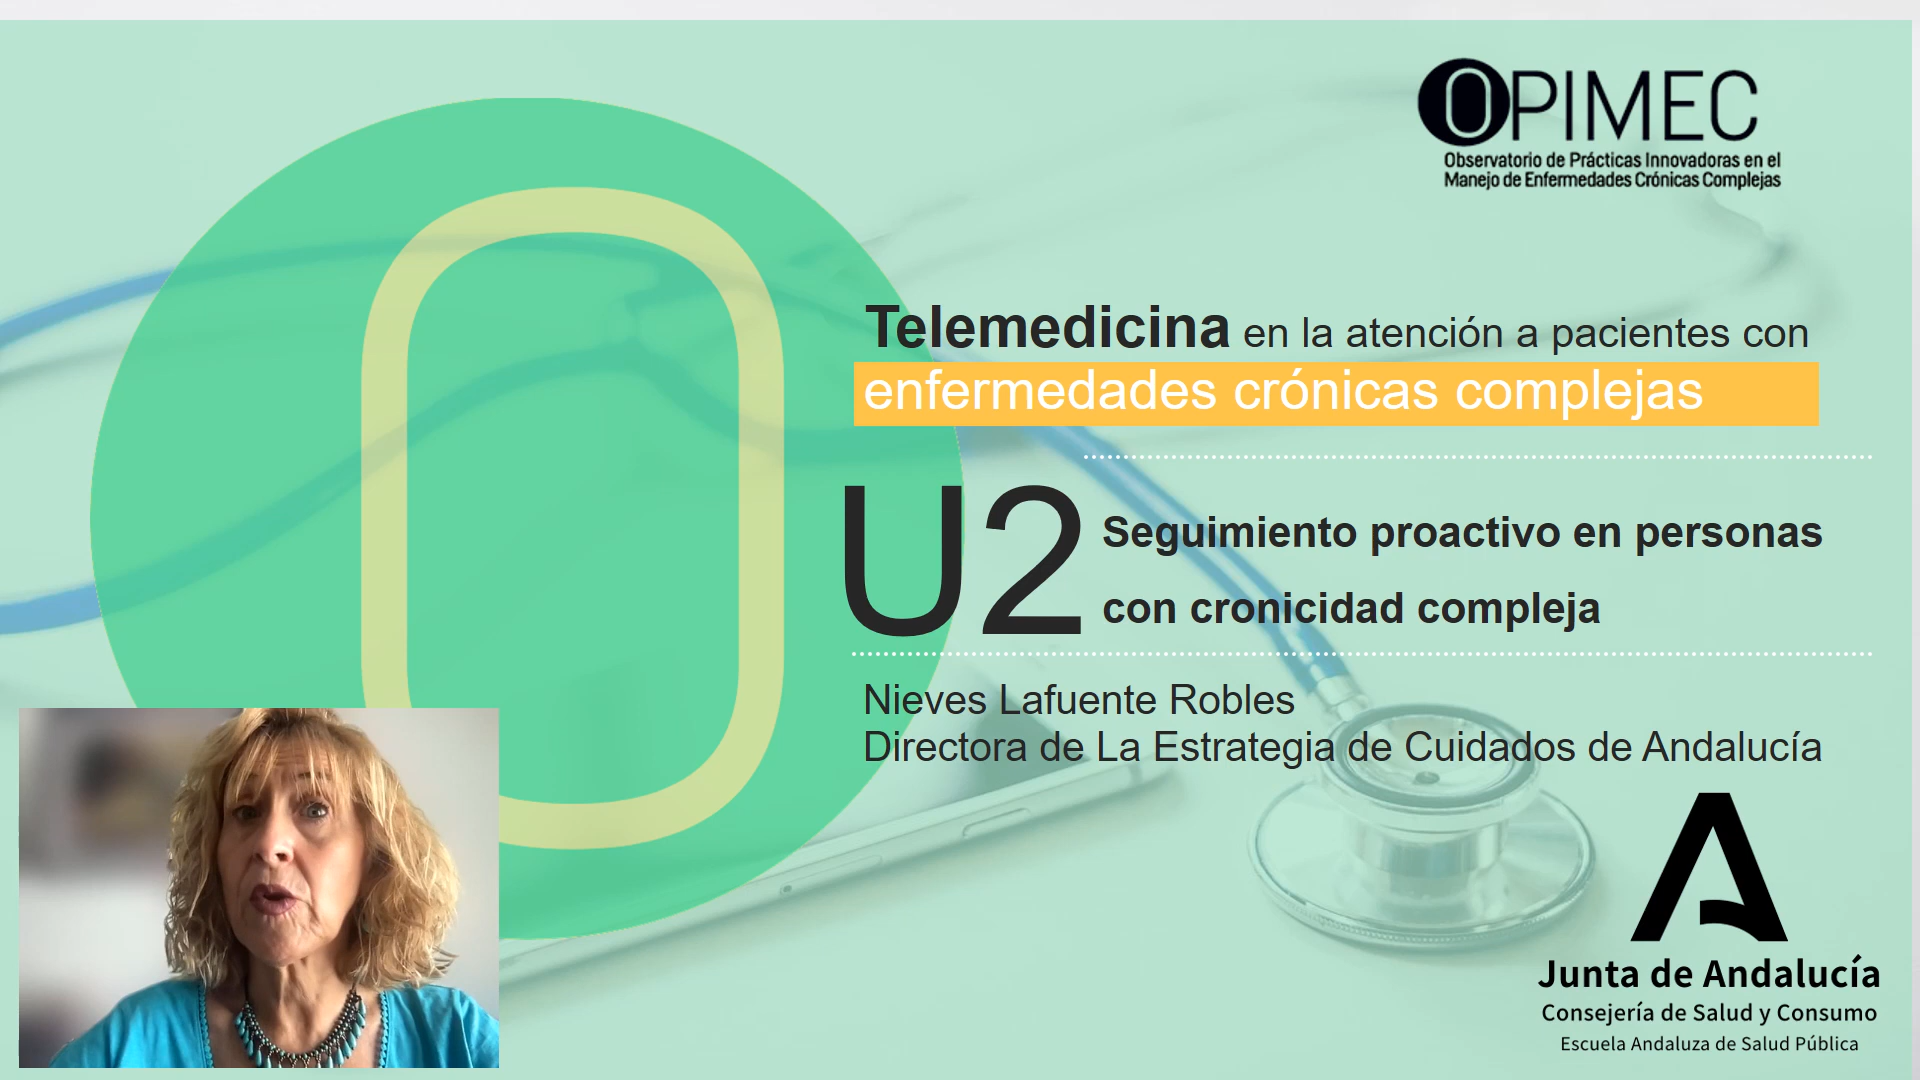 OPIMEC
Observatorio de Prácticas Innovadoras en el
Manejo de Enfermedades Crónicas Complejas
Telemedicina en la atención a pacientes con
enfermedades crónicas complejas
U2
Seguimiento proactivo en personas
con cronicidad compleja
Nieves Lafuente Robles
Directora de La Estrategia de Cuidados de Andalucía
Junta de Andalucía
Consejería de Salud y Consumo
Escuela Andaluza de Salud Pública